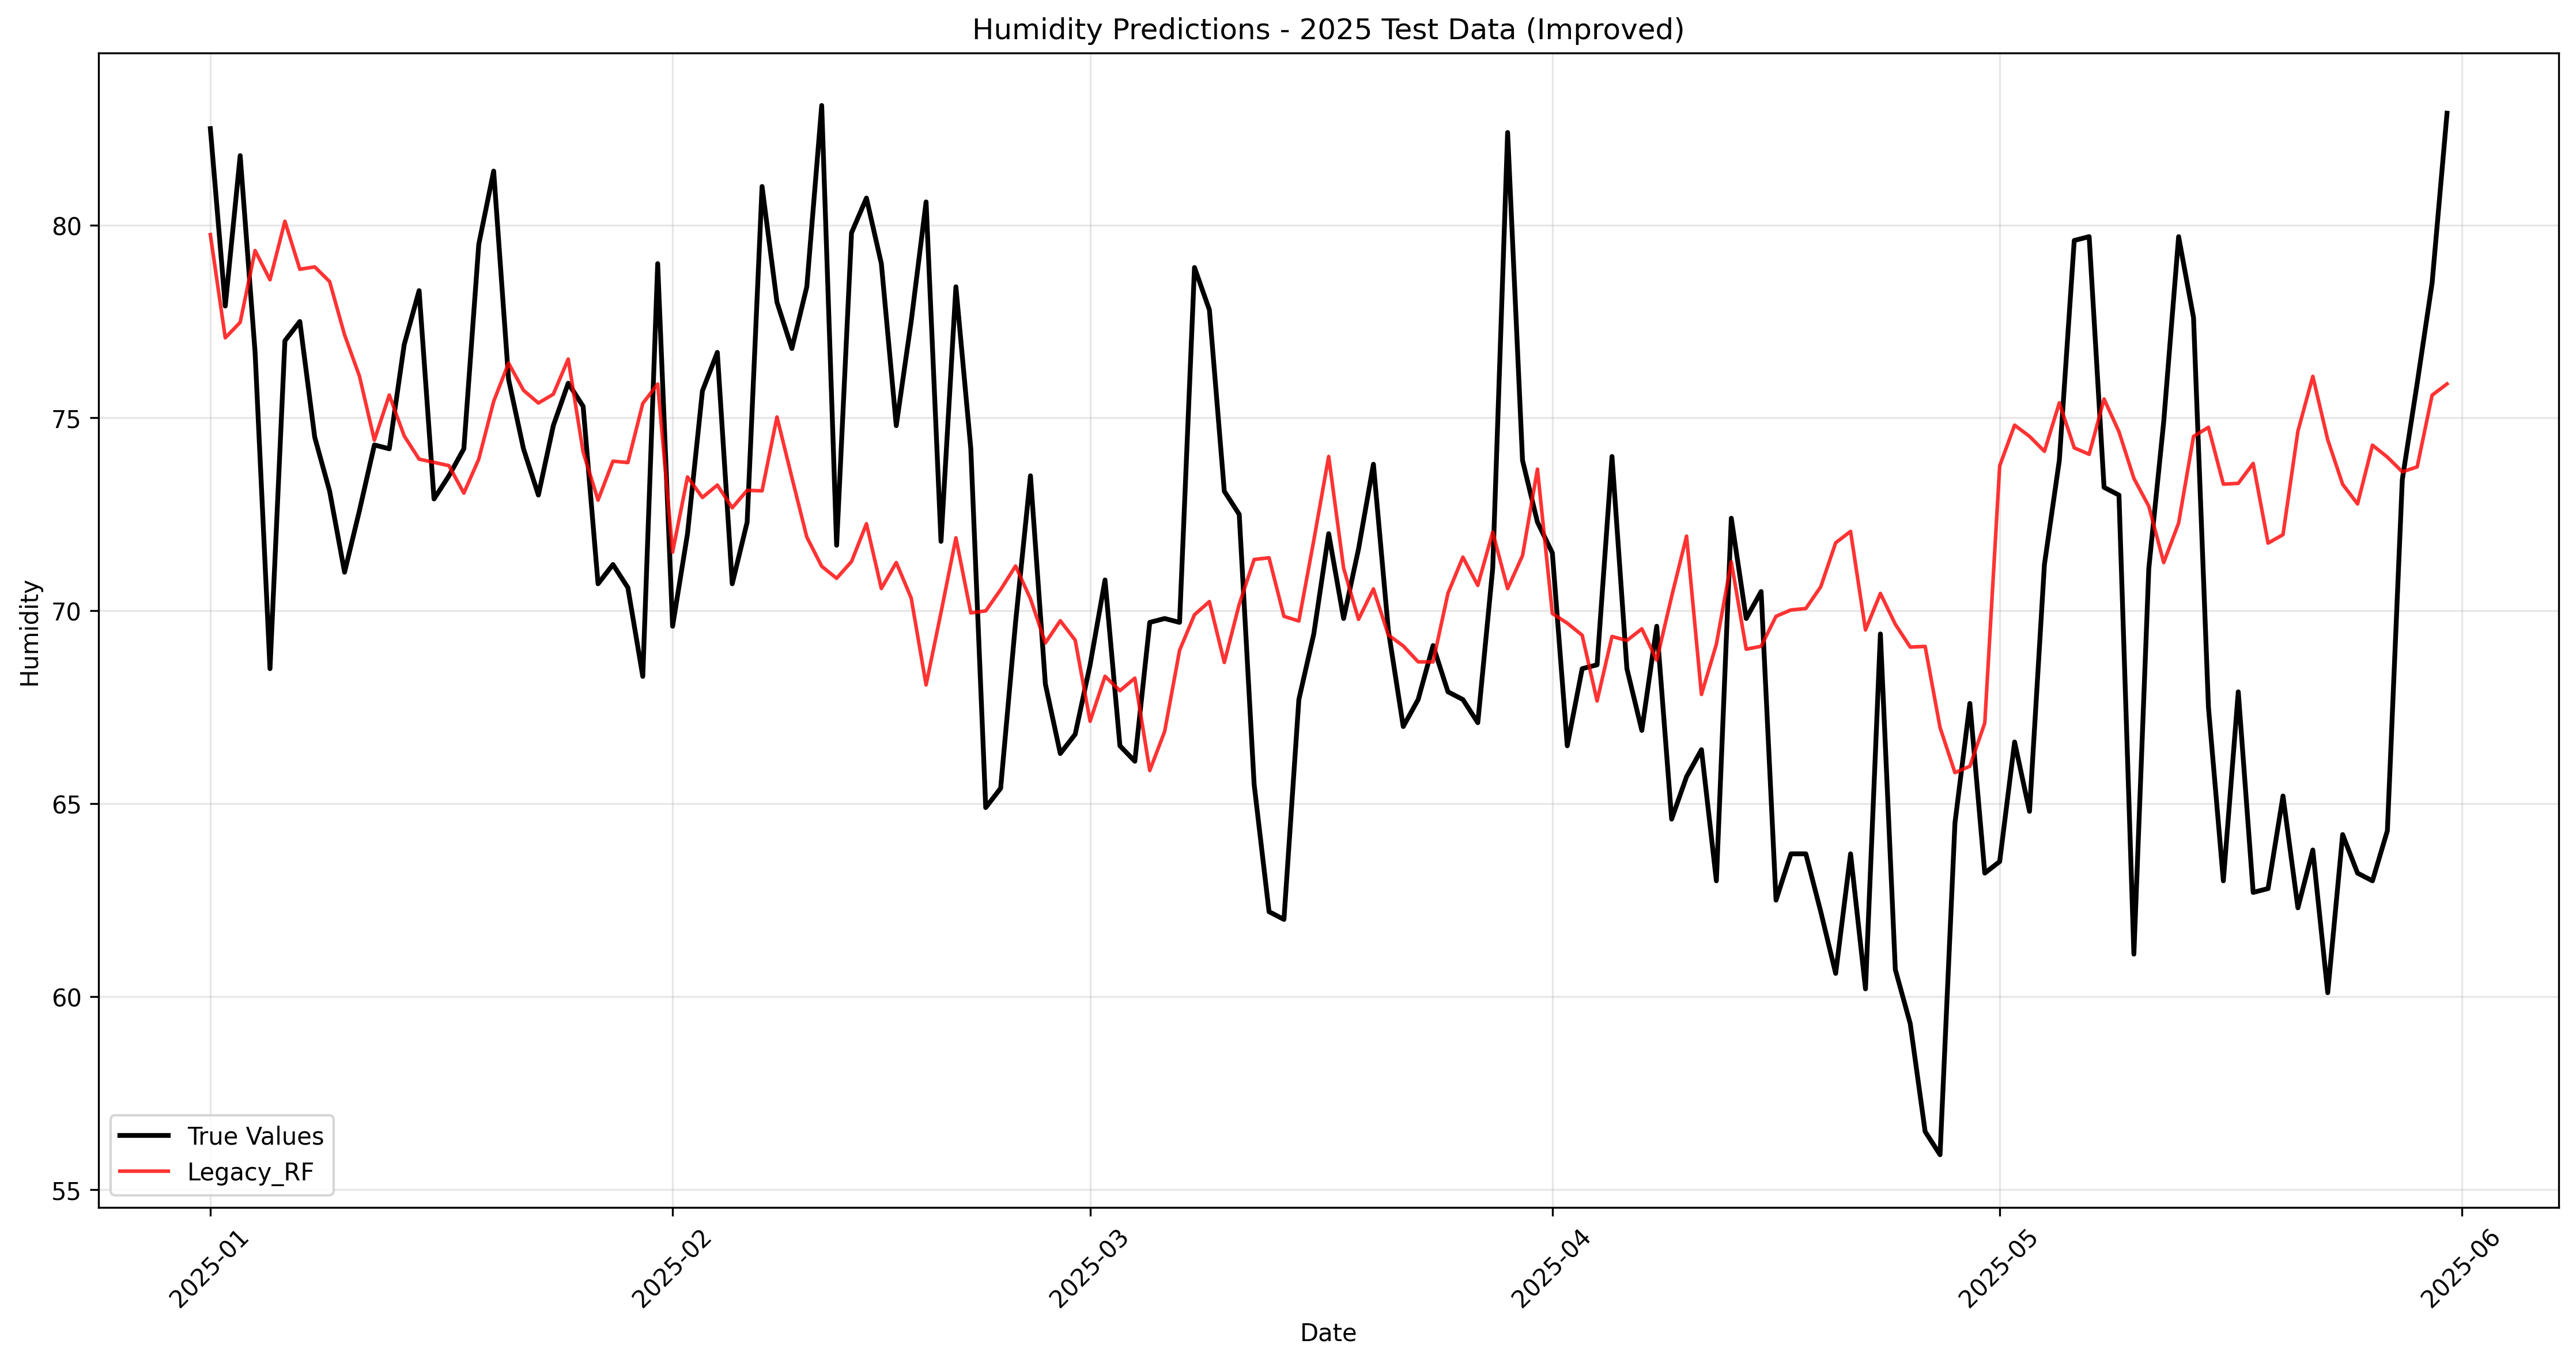 Humidity Predictions - 2025 Test Data (Improved)
Humidity
80
75
70
65
60
55
True Values
Legacy_RF
2025-01
2025-02
2025-03
2025-04
2025-05
2025-06
Date